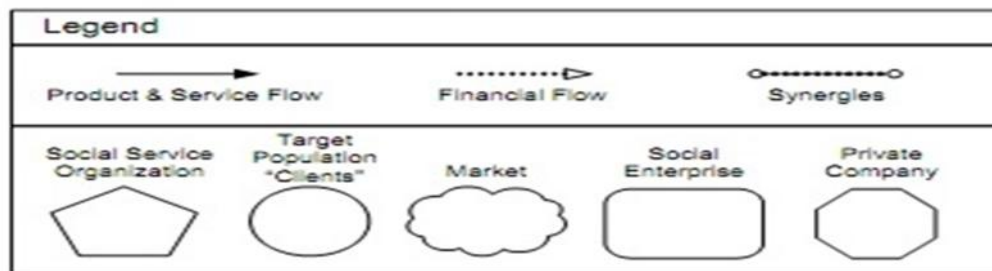 Legend
Product & Service Flow
Financial Flow
Synergies
Social Service
Organization
Target
Population
"Clients"
Market
Social
Enterprise
Private
Company